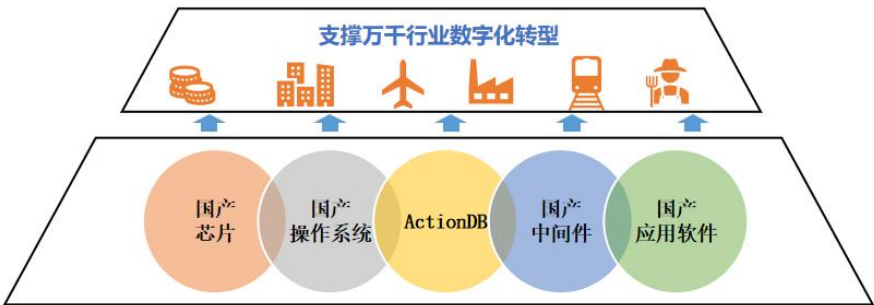 支撑万千行业数字化转型
国产
芯片
国产
操作系统
ActionDB
国产
中间件
国产
应用软件